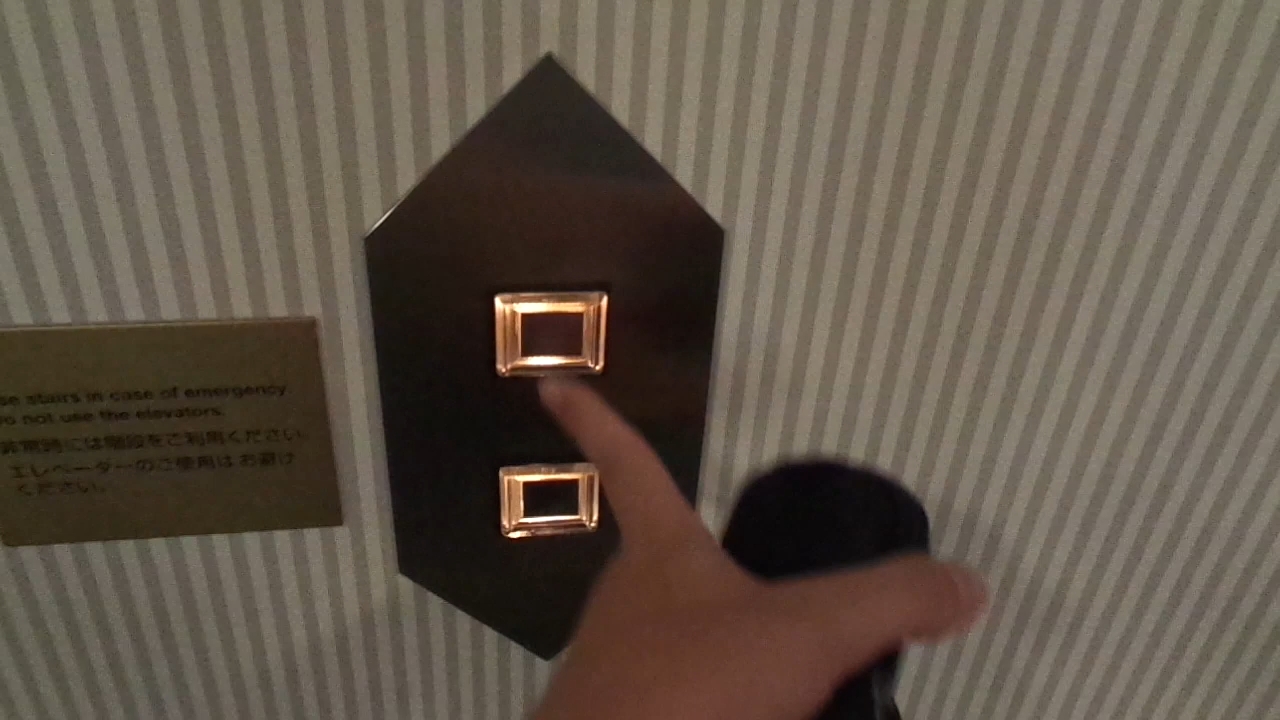 se stairs in case of emergency
o not use the elevators.
非常時には階段をご利用ください。
エレベーターのご使用はお避け
ください。